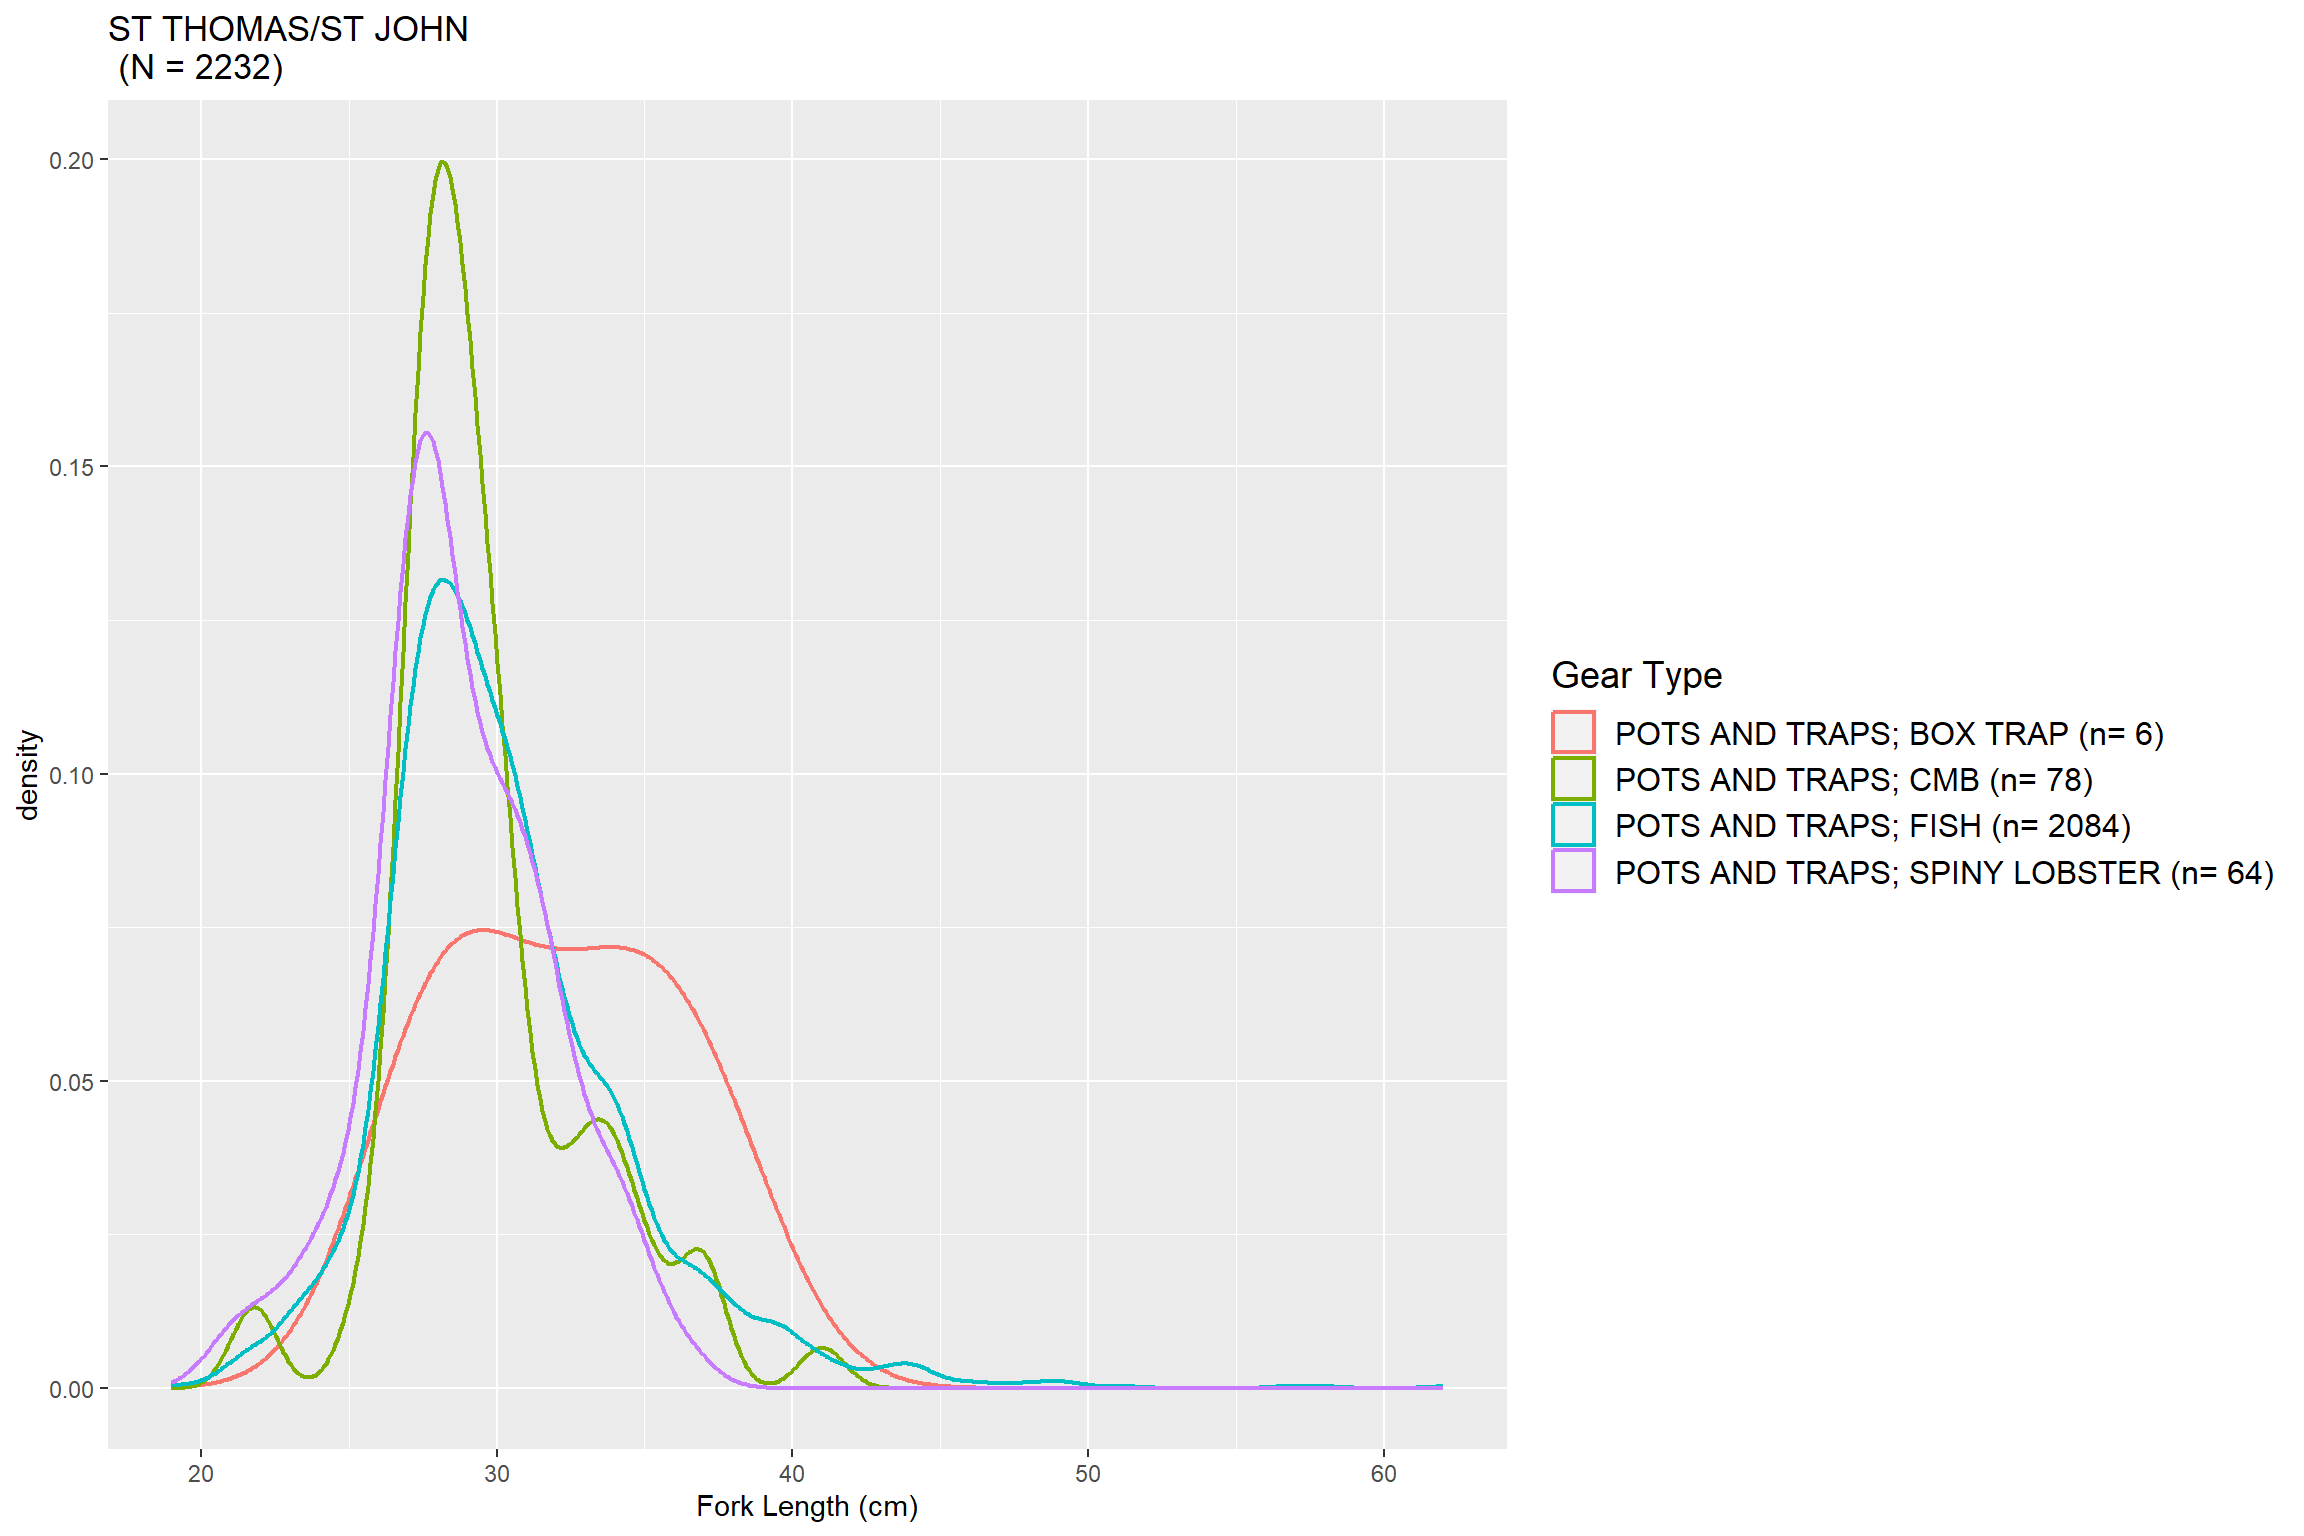 ST THOMAS/ST JOHN
(N = 2232)
0.20
0.15
0.10
0.05
0.00
density
20 30 40 50 60
Fork Length (cm)
Gear Type
POTS AND TRAPS; BOX TRAP (n= 6)
POTS AND TRAPS; CMB (n= 78)
POTS AND TRAPS; FISH (n= 2084)
POTS AND TRAPS; SPINY LOBSTER (n= 64)